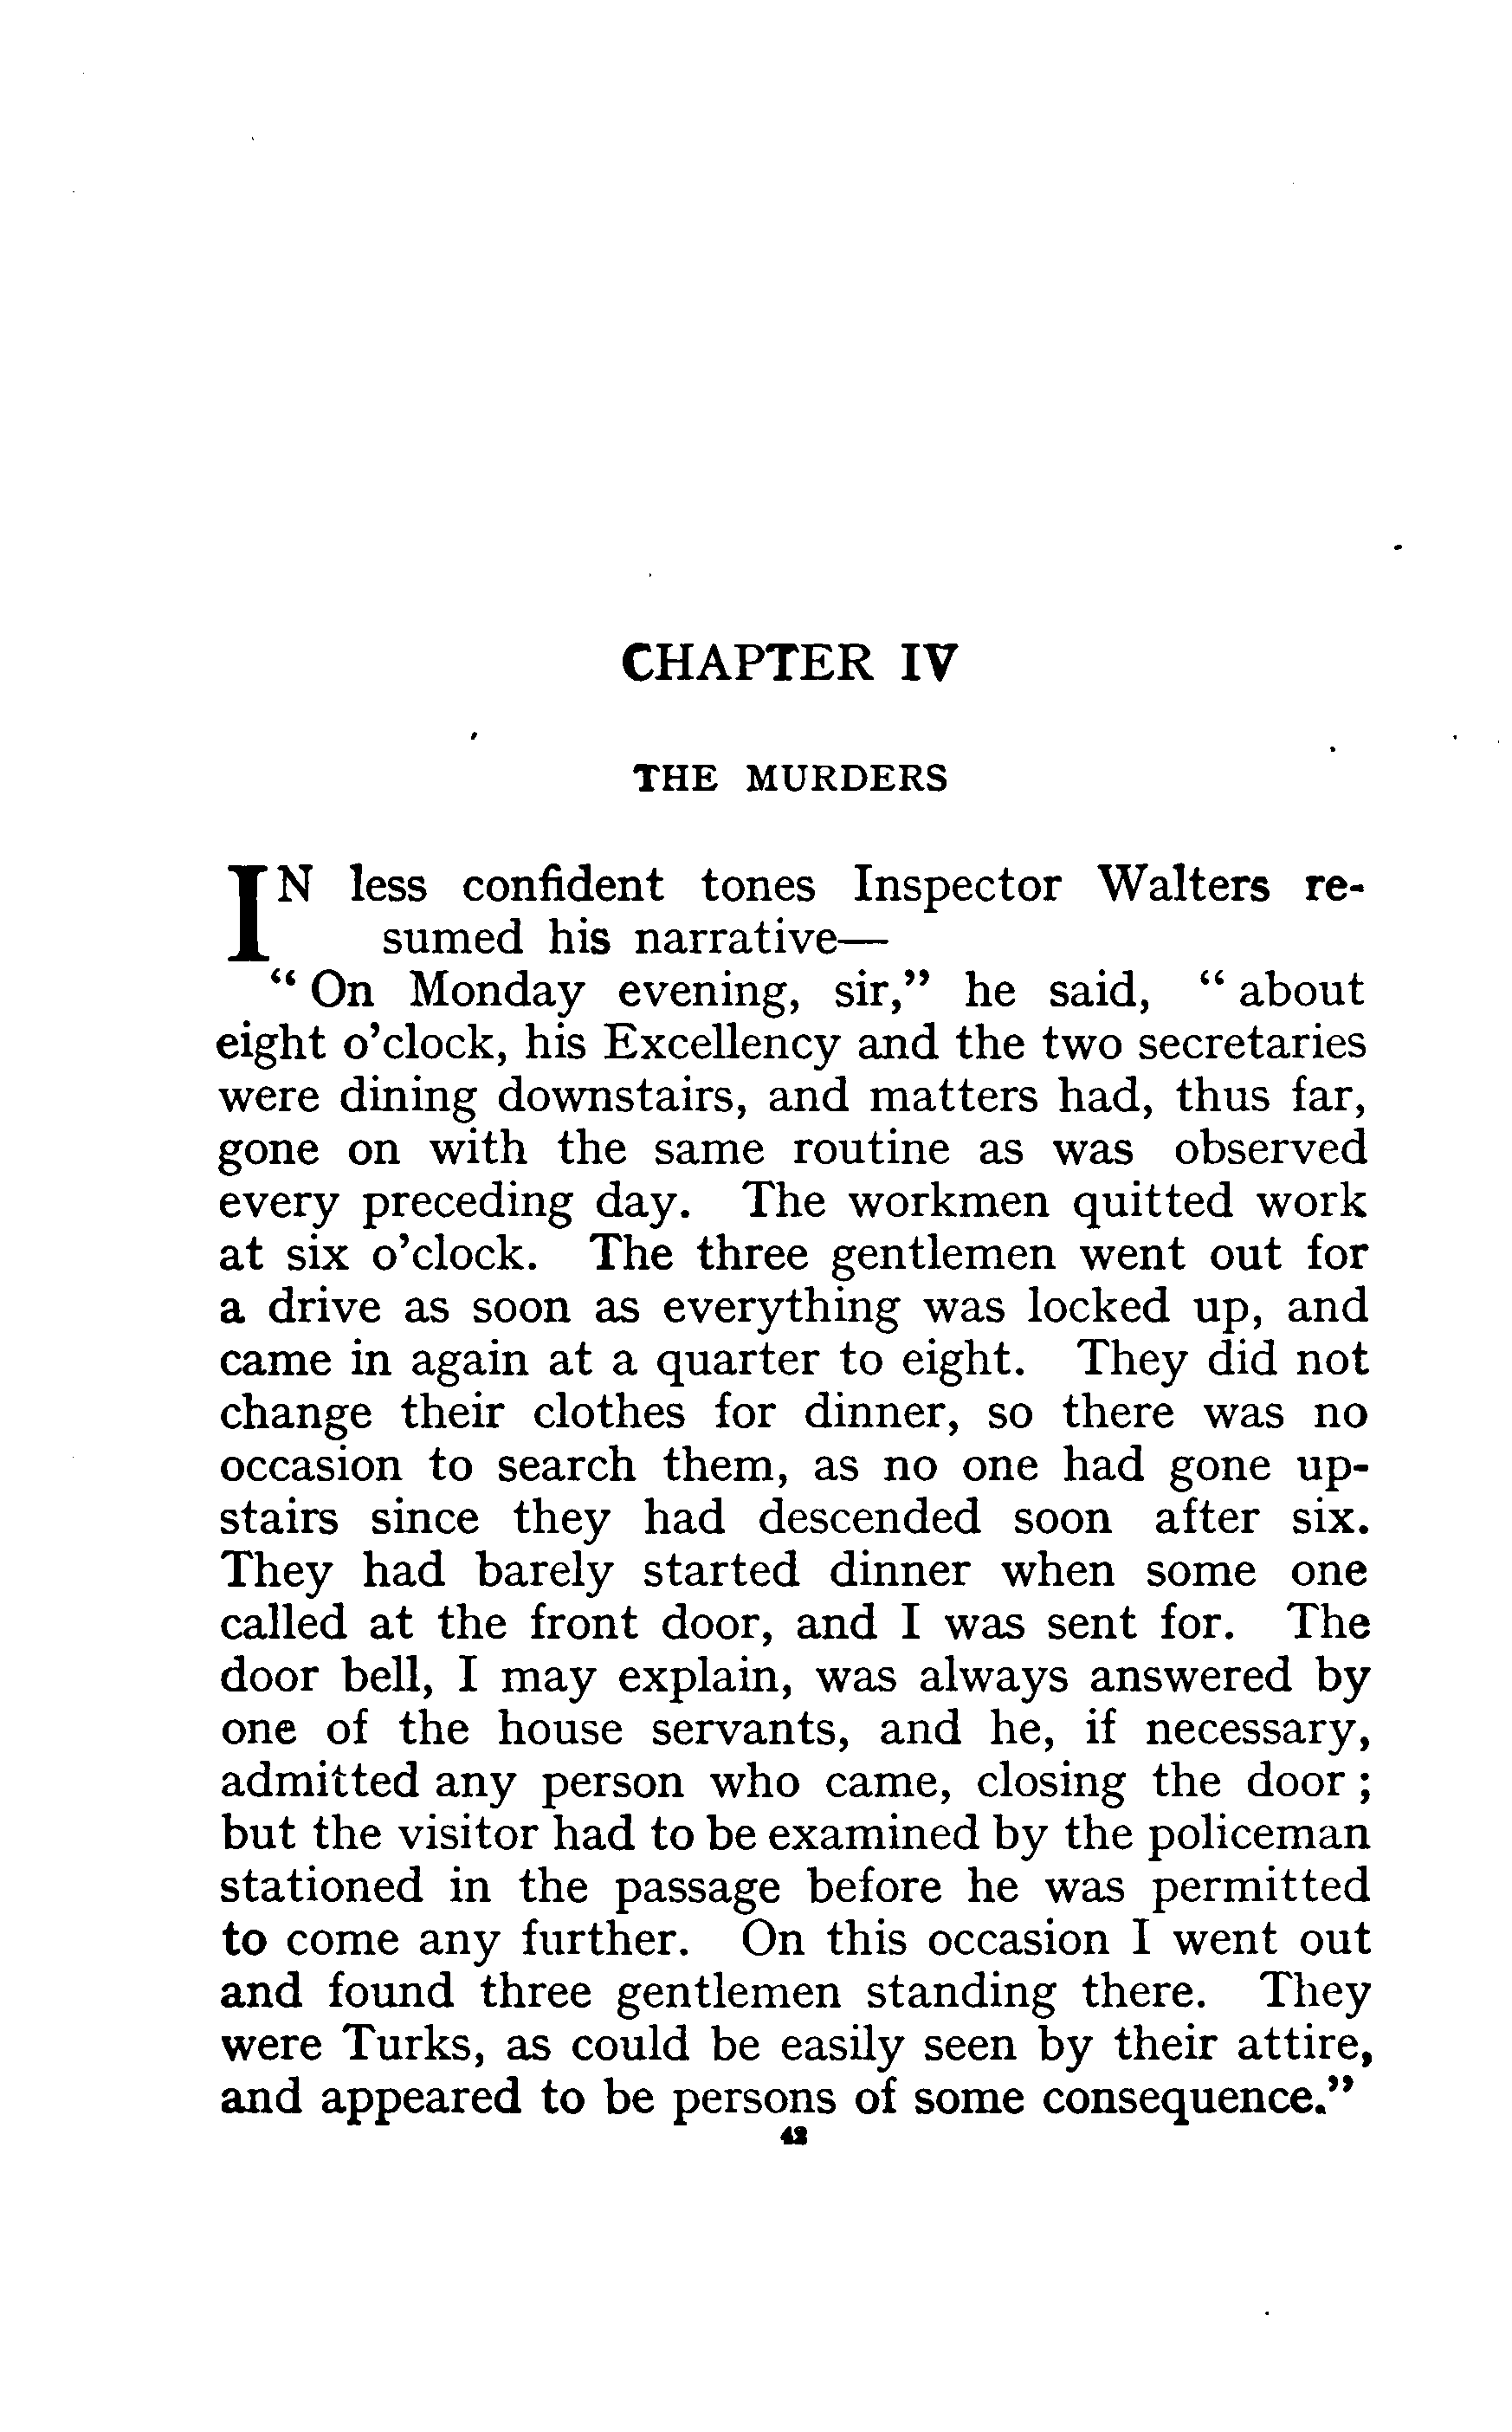 CHAPTER IV
THE MURDERS
IN less confident tones Inspector Walters re-
sumed his narrative—
“ On Monday evening, sir,” he said, “ about
eight o’clock, his Excellency and the two secretaries
were dining downstairs, and matters had, thus far,
gone on with the same routine as was observed
every preceding day. The workmen quitted work
at six o’clock. The three gentlemen went out for
a drive as soon as everything was locked up, and
came in again at a quarter to eight. They did not
change their clothes for dinner, so there was no
occasion to search them, as no one had gone up-
stairs since they had descended soon after six.
They had barely started dinner when some one
called at the front door, and I was sent for. The
door bell, I may explain, was always answered by
one of the house servants, and he, if necessary,
admitted any person who came, closing the door ;
but the visitor had to be examined by the policeman
stationed in the passage before he was permitted
to come any further. On this occasion I went out
and found three gentlemen standing there. They
were Turks, as could be easily seen by their attire,
and appeared to be persons of some consequence.”
42